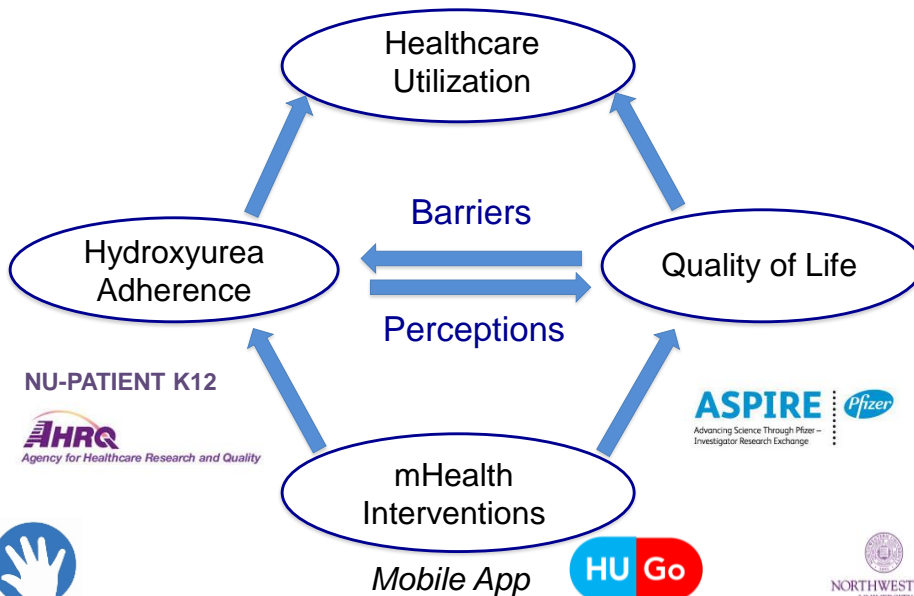 Healthcare
Utilization
Barriers
Hydroxyurea
Adherence
Quality of Life
Perceptions
NU-PATIENT K12
AHRQ
Agency for Healthcare Research and Quality
ASPIRE
Pfizer
Advancing Science Through Pfizer –
Investigator Research Exchange
mHealth
Interventions
Mobile App
HU Go
NORTHWEST